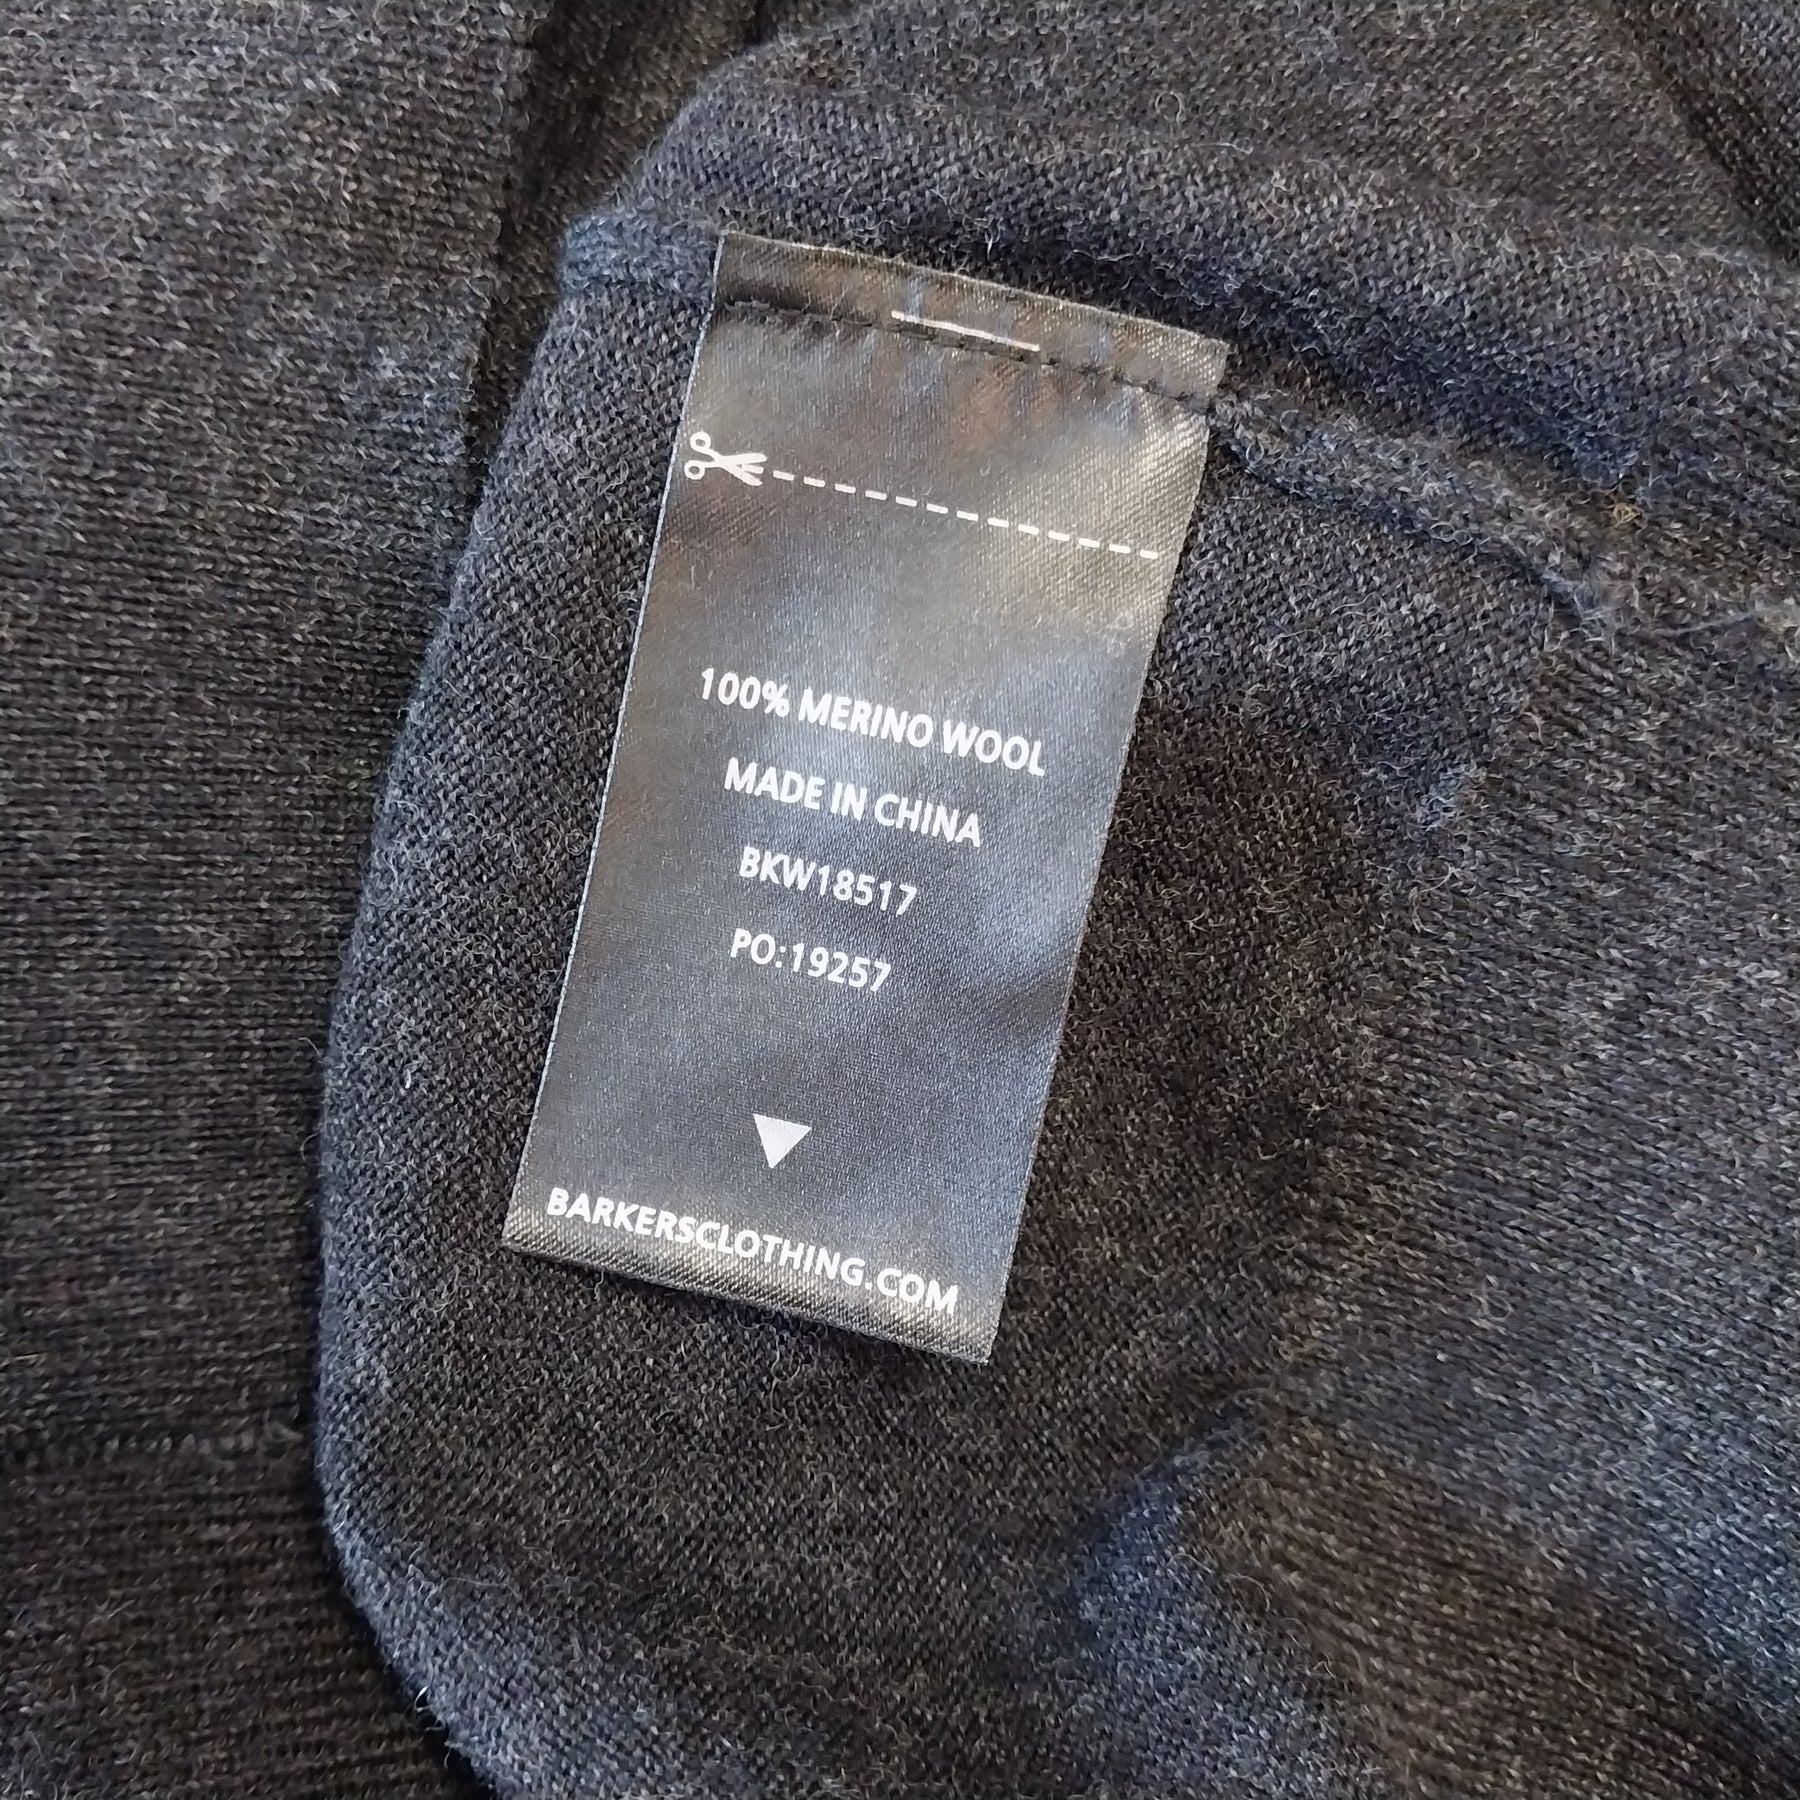 100% MERINO WOOL
MADE IN CHINA
BKW18517
PO:19257
BARKERSCLOTHING.COM